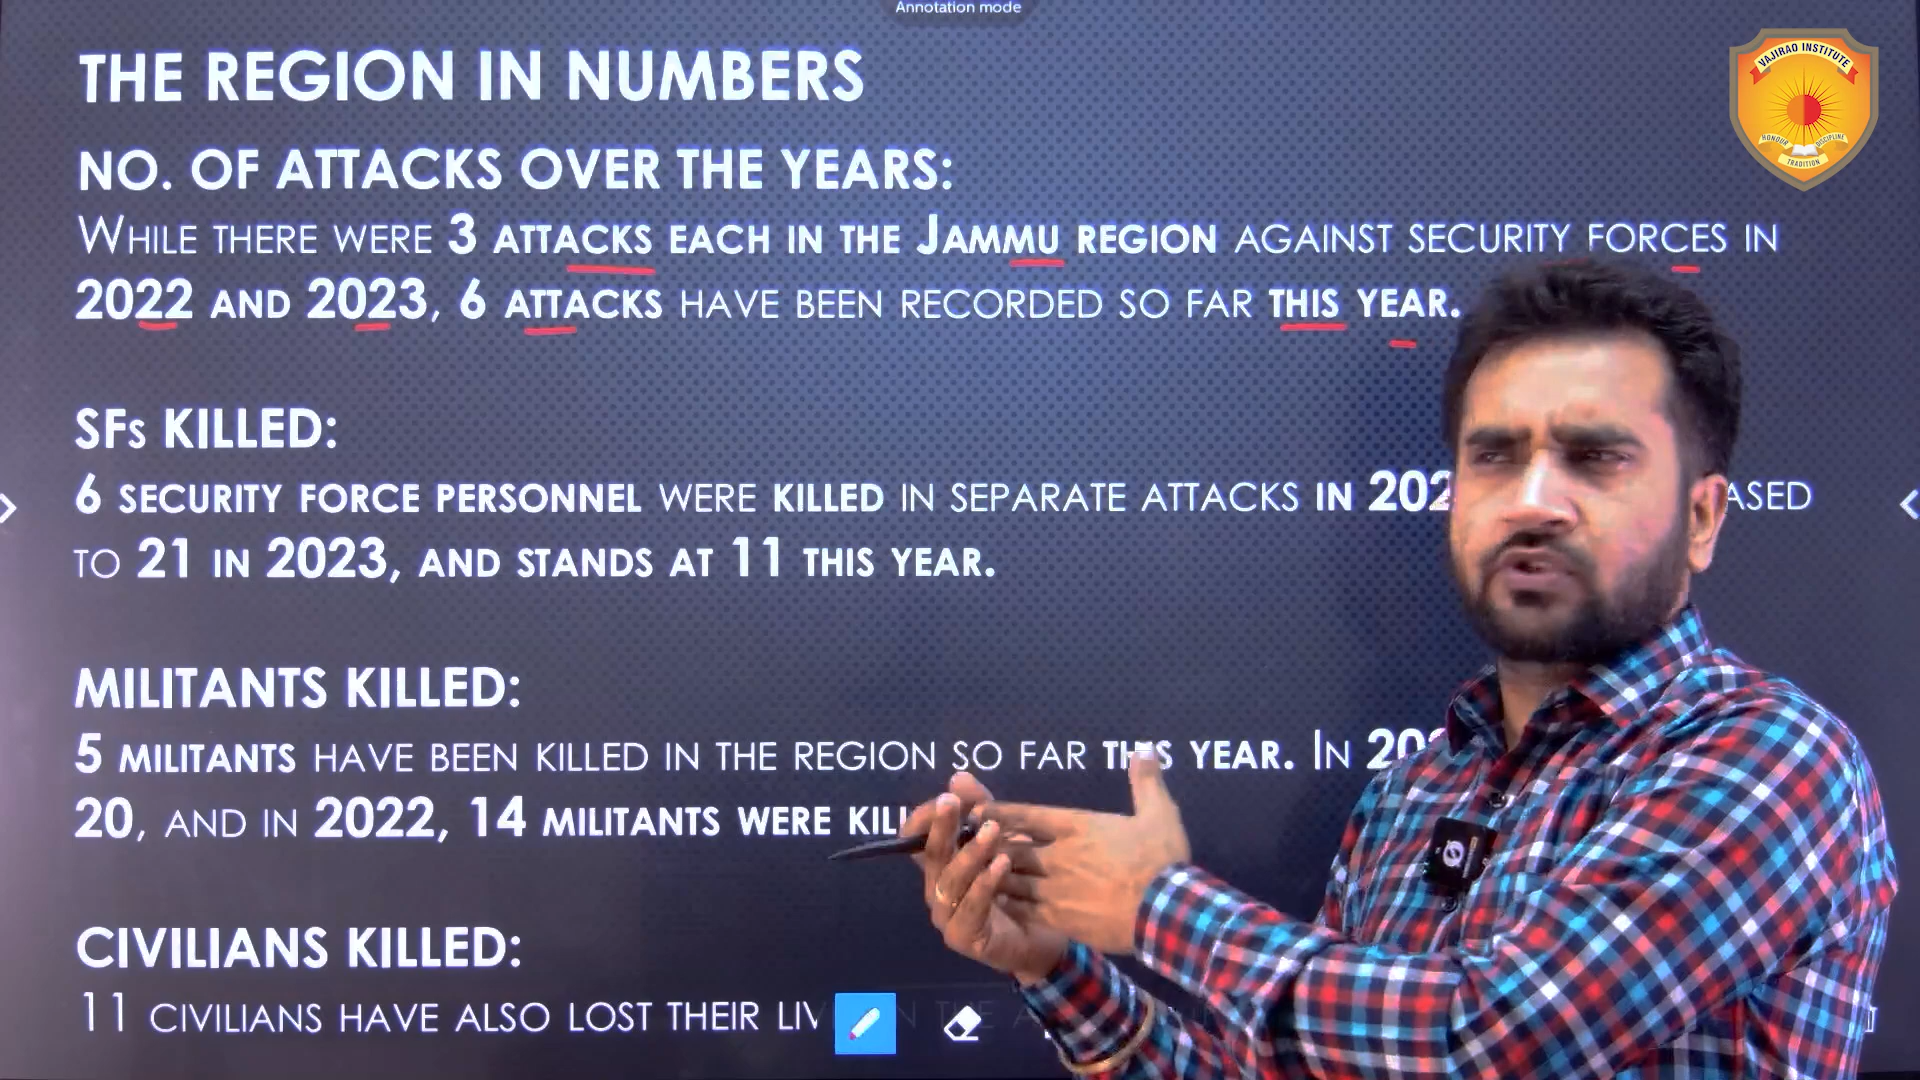 Annotation mode
THE REGION IN NUMBERS
VAJIRAO INSTITUTE
HONOUR DISCIPLINE
TRADITION
NO. OF ATTACKS OVER THE YEARS:
WHILE THERE WERE 3 ATTACKS EACH IN THE JAMMU REGION AGAINST SECURITY FORCES IN
2022 AND 2023, 6 ATTACKS HAVE BEEN RECORDED SO FAR THIS YEAR.
SFs KILLED:
6 SECURITY FORCE PERSONNEL WERE KILLED IN SEPARATE ATTACKS IN
TO 21 IN 2023, AND STANDS AT 11 THIS YEAR.
MILITANTS KILLED:
5 MILITANTS HAVE BEEN KILLED IN THE REGION SO FAR THIS YEAR. IN
20, AND IN 2022, 14 MILITANTS WERE
CIVILIANS KILLED:
11 CIVILIANS HAVE ALSO LOST THEIR